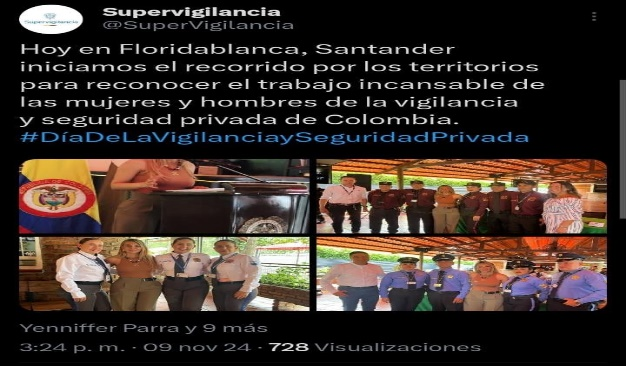 Supervigilancia
@SuperVigilancia
Hoy en Floridablanca, Santander
iniciamos el recorrido por los territorios
para reconocer el trabajo incansable de
las mujeres y hombres de la vigilancia
y seguridad privada de Colombia.
#DíaDeLaVigilanciaySeguridadPrivada
Yenniffer Parra y 9 más
3:24 p. m. · 09 nov 24 · 728 Visualizaciones